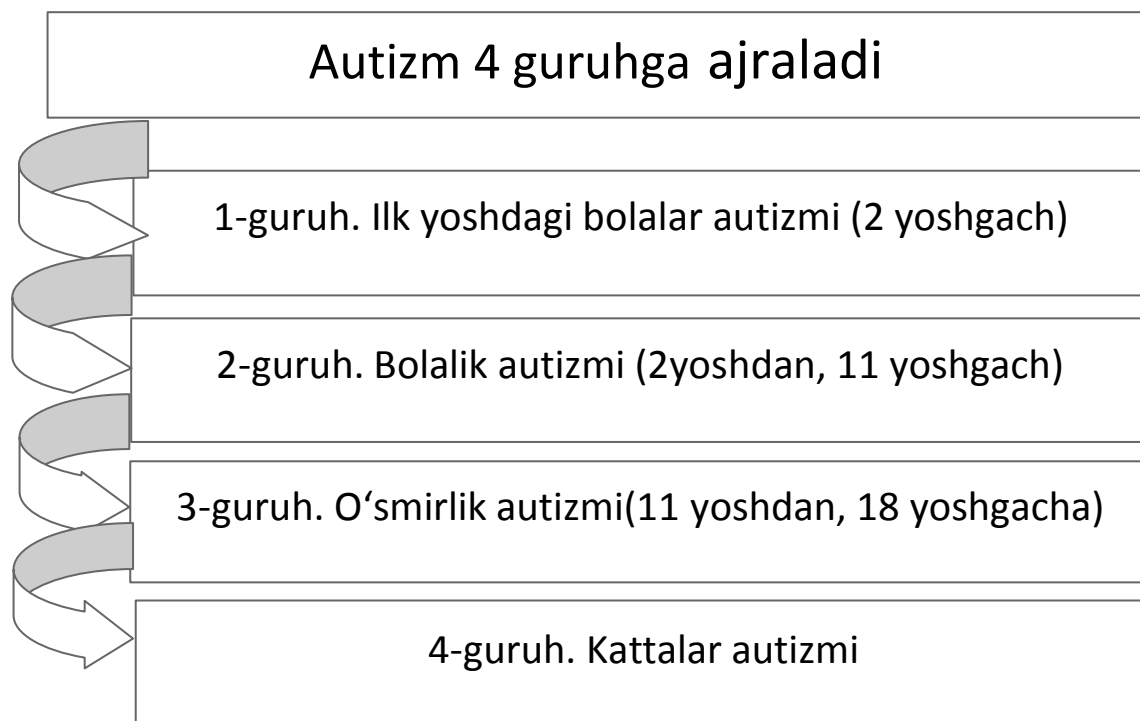 Autizm 4 guruhga ajraladi
1-guruh. Ilk yoshdagi bolalar autizmi (2 yoshgach)
2-guruh. Bolalik autizmi (2yoshdan, 11 yoshgach)
3-guruh. O‘smirlik autizmi(11 yoshdan, 18 yoshgacha)
4-guruh. Kattalar autizmi